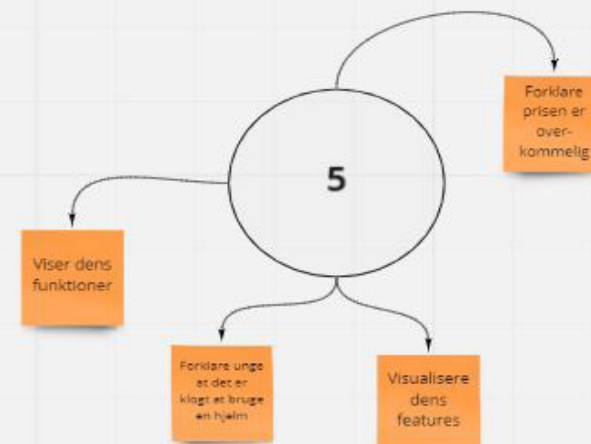 Forklare
prisen er
over-
kommelig
5
Viser dens
funktioner
Forklare unge
at det er
klogt at bruge
en hjelm
Visualisere
dens
features